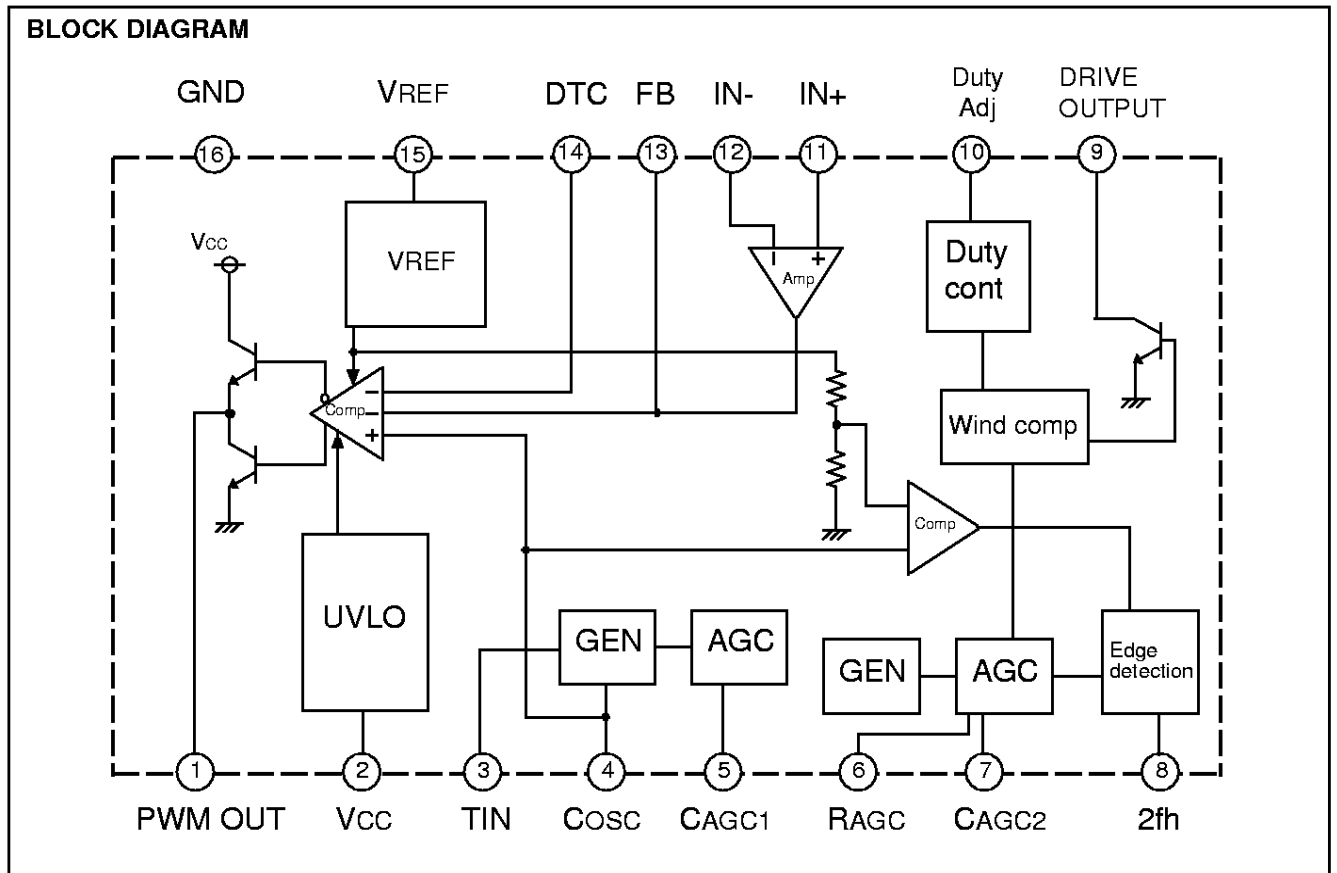 BLOCK DIAGRAM
GND
VREF
DTC
FB
IN-
IN+
Duty
Adj
DRIVE
OUTPUT
16
15
14
13
12
11
10
9
VCC
VREF
Amp
- +
Duty
cont
Comp
-
-
+
Wind comp
Comp
UVLO
GEN
AGC
GEN
AGC
Edge
detection
1
2
3
4
5
6
7
8
PWM OUT
VCC
TIN
COSC
CAGC1
RAGC
CAGC2
2fh